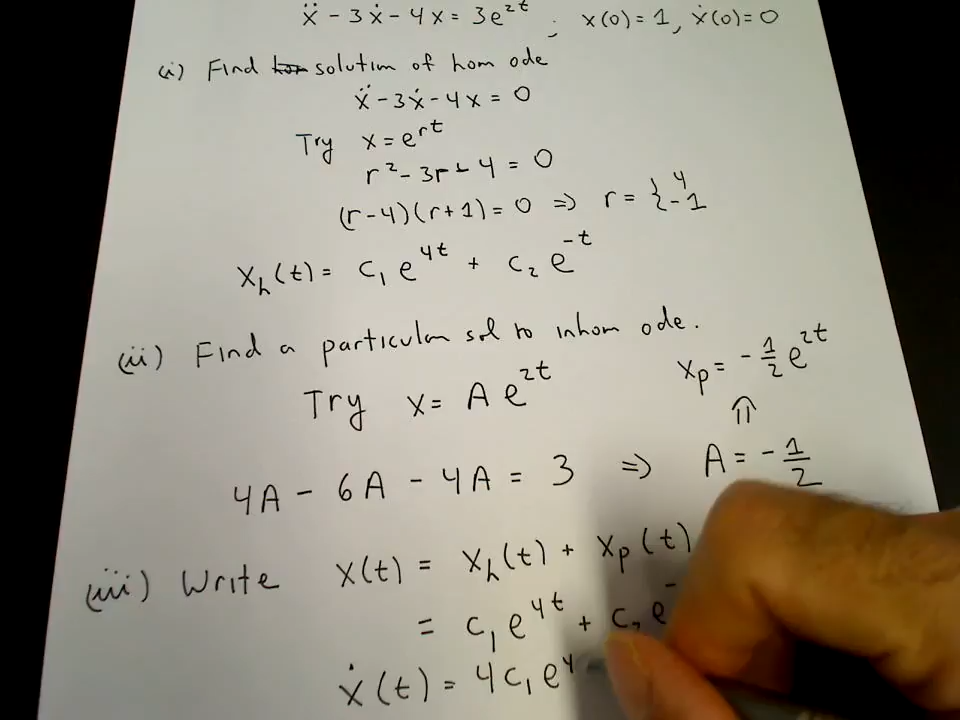 ẍ - 3ẋ - 4x = 3e^{2t} ; x(0) = 1, ẋ(0) = 0
(i) Find solution of hom ode
ẍ - 3ẋ - 4x = 0
Try x = e^{rt}
r² - 3r - 4 = 0
(r-4)(r+1) = 0 ⇒ r = { 4 -1
x_h(t) = c₁e^{4t} + c₂e^{-t}
(ii) Find a particular sol to inhom ode.
Try x = Ae^{2t}
x_p = -1/2 e^{2t}
⇑
4A - 6A - 4A = 3 ⇒ A = -1/2
(iii) Write x(t) = x_h(t) + x_p(t)
= c₁e^{4t} + c₂e^{-
ẋ(t) = 4c₁e^{4